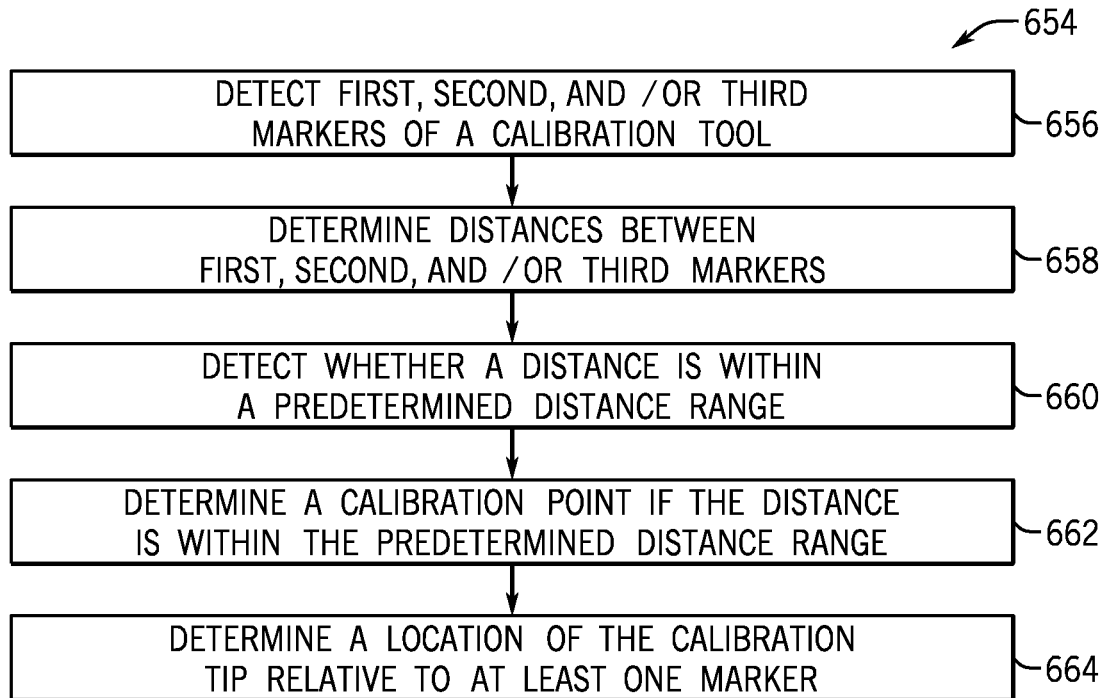 654
DETECT FIRST, SECOND, AND /OR THIRD
MARKERS OF A CALIBRATION TOOL
656
DETERMINE DISTANCES BETWEEN
FIRST, SECOND, AND /OR THIRD MARKERS
658
DETECT WHETHER A DISTANCE IS WITHIN
A PREDETERMINED DISTANCE RANGE
660
DETERMINE A CALIBRATION POINT IF THE DISTANCE
IS WITHIN THE PREDETERMINED DISTANCE RANGE
662
DETERMINE A LOCATION OF THE CALIBRATION
TIP RELATIVE TO AT LEAST ONE MARKER
664